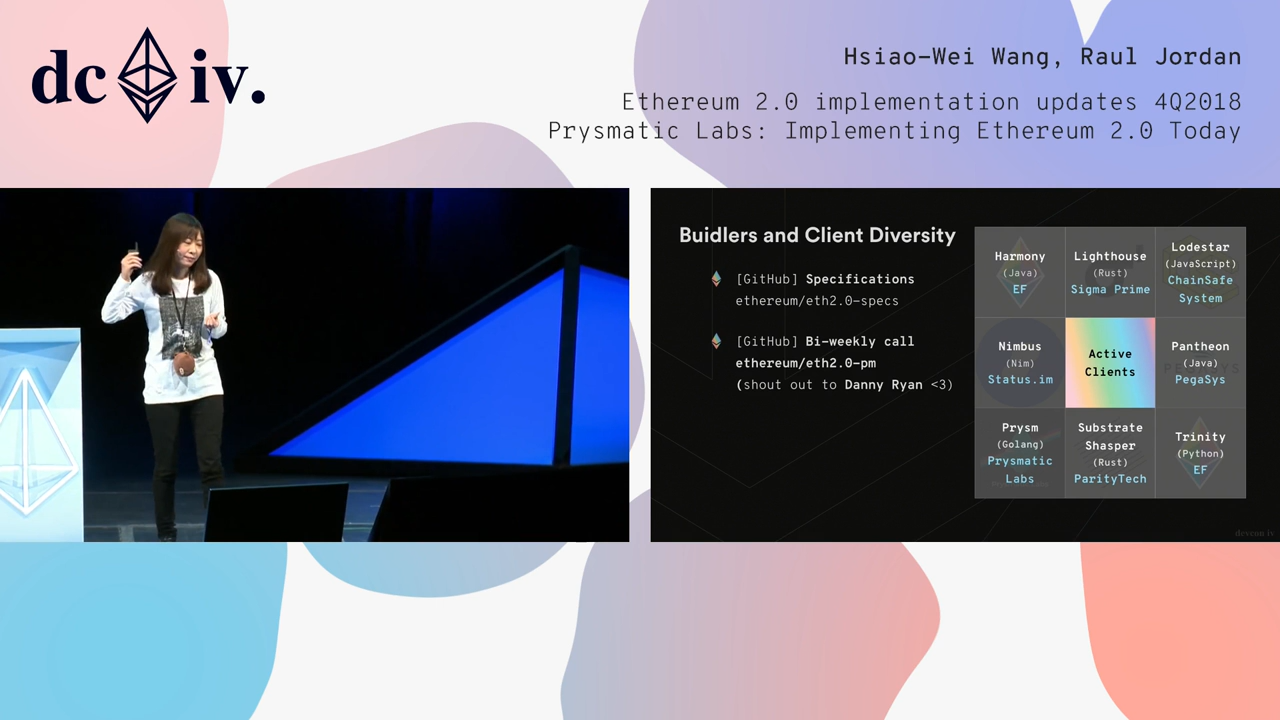 dc iv.
Hsiao-Wei Wang, Raul Jordan
Ethereum 2.0 implementation updates 4Q2018
Prysmatic Labs: Implementing Ethereum 2.0 Today
Buidlers and Client Diversity
[GitHub] Specifications
ethereum/eth2.0-specs
[GitHub] Bi-weekly call
ethereum/eth2.0-pm
(shout out to Danny Ryan <3)
Harmony
(Java)
EF
Lighthouse
(Rust)
Sigma Prime
Lodestar
(JavaScript)
ChainSafe
System
Nimbus
(Nim)
Status.im
Active
Clients
Pantheon
(Java)
PegaSys
Prysm
(Golang)
Prysmatic
Labs
Substrate
Shasper
(Rust)
ParityTech
Trinity
(Python)
EF
devcon iv